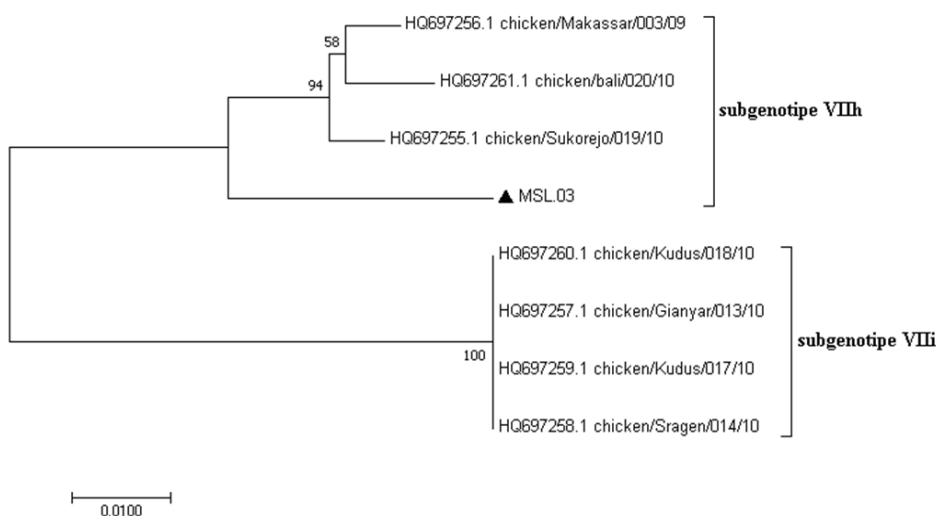 HQ697256.1 chicken/Makassar/003/09
58
HQ697261.1 chicken/bali/020/10
94
subgenotipe VIIh
HQ697255.1 chicken/Sukorejo/019/10
MSL.03
HQ697260.1 chicken/Kudus/018/10
HQ697257.1 chicken/Gianyar/013/10
subgenotipe VIIi
100
HQ697259.1 chicken/Kudus/017/10
HQ697258.1 chicken/Sragen/014/10
0.0100